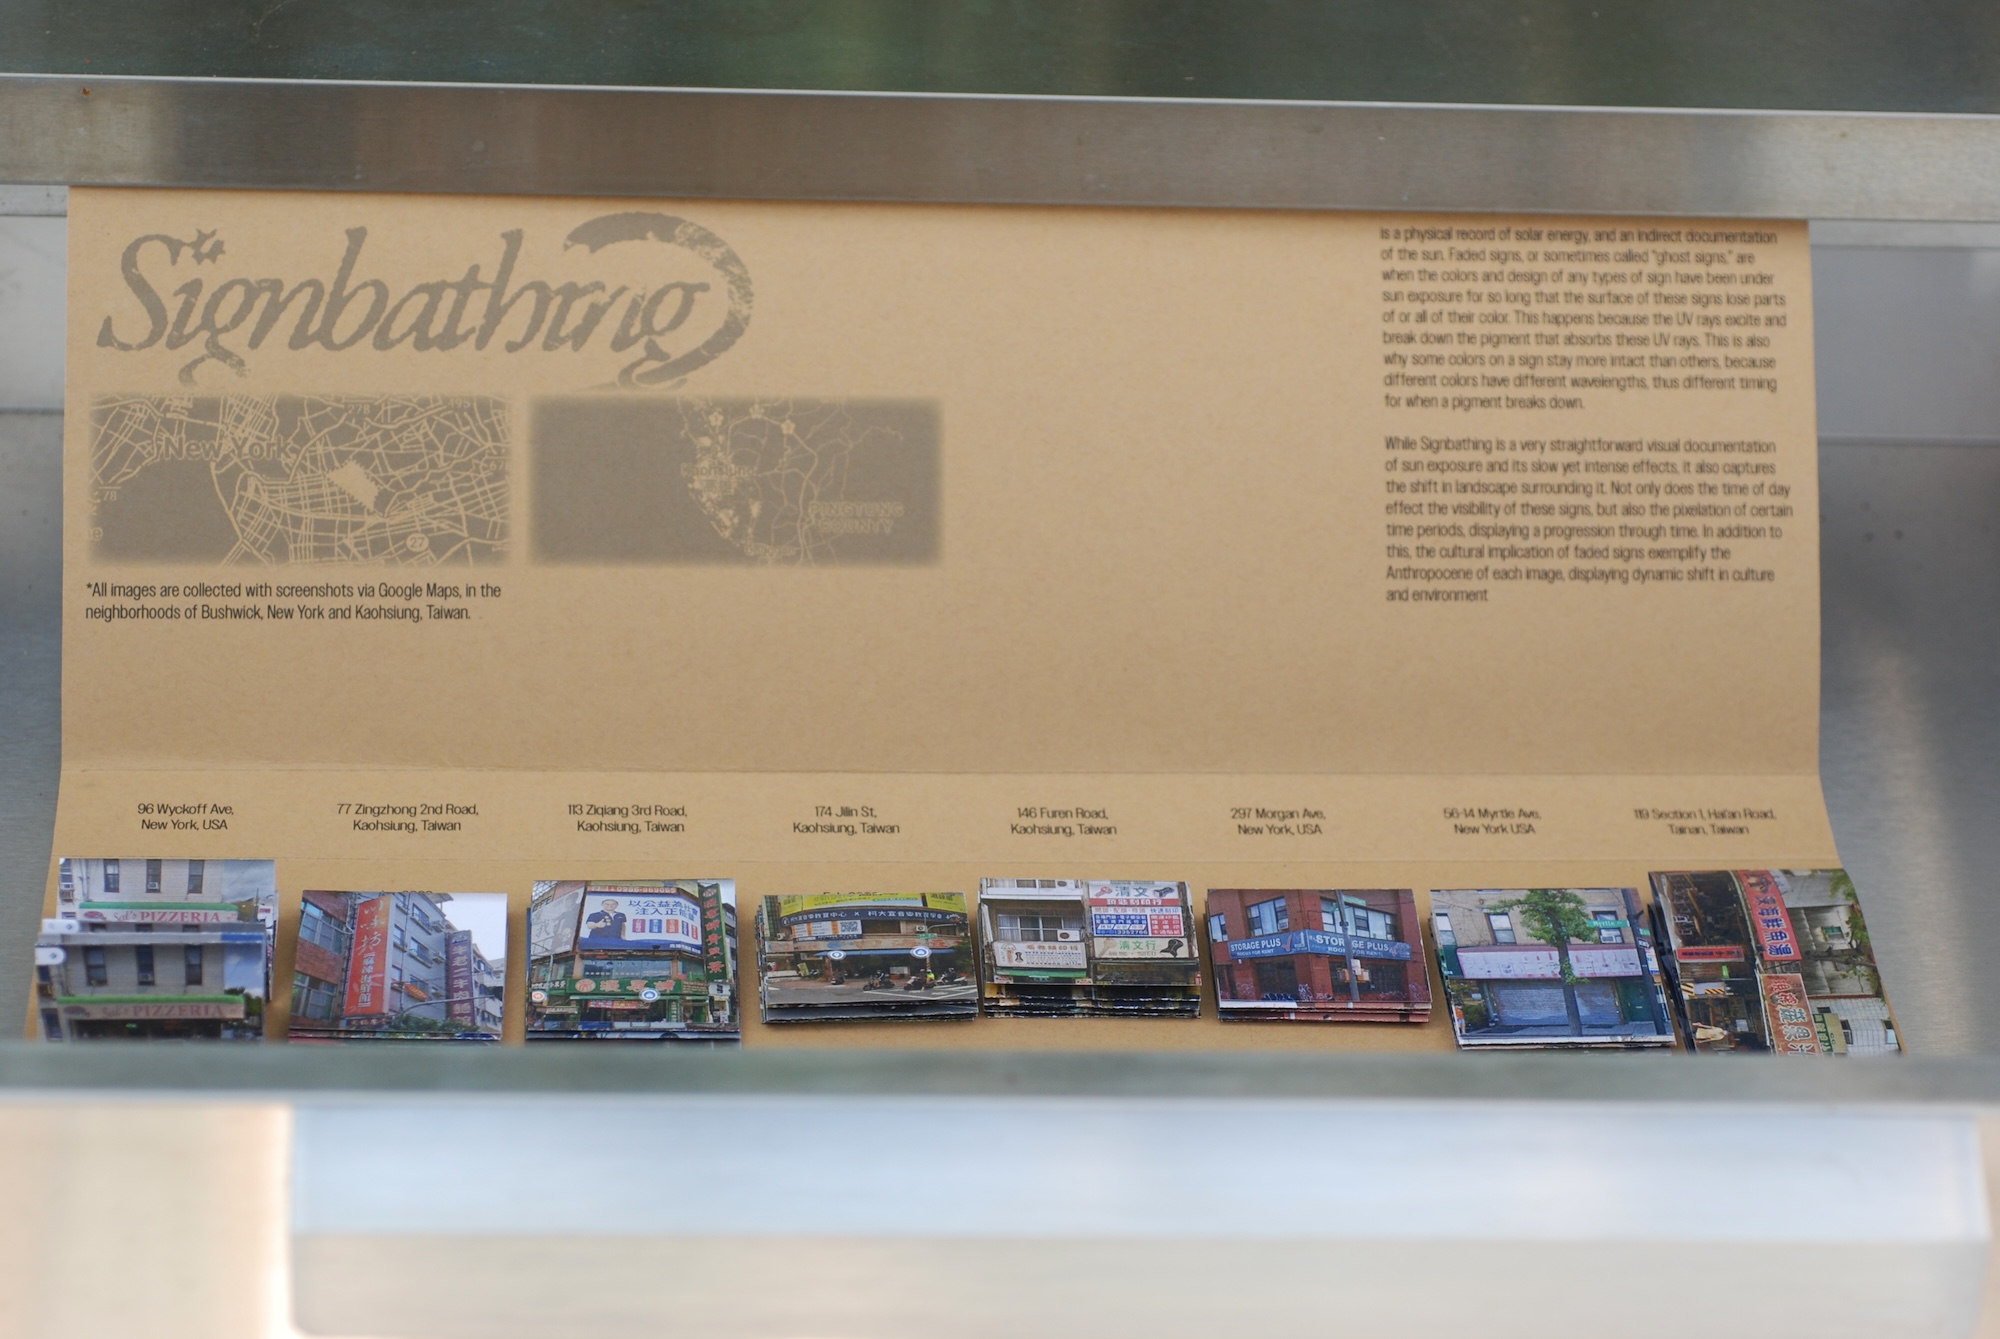 Signbathing
New York
278
495
678
278
27
Kaohsiung
PINGTUNG
COUNTY
*All images are collected with screenshots via Google Maps, in the
neighborhoods of Bushwick, New York and Kaohsiung, Taiwan.
is a physical record of solar energy, and an indirect documentation
of the sun. Faded signs, or sometimes called "ghost signs," are
when the colors and design of any types of sign have been under
sun exposure for so long that the surface of these signs lose parts
of or all of their color. This happens because the UV rays excite and
break down the pigment that absorbs these UV rays. This is also
why some colors on a sign stay more intact than others, because
different colors have different wavelengths, thus different timing
for when a pigment breaks down.
While Signbathing is a very straightforward visual documentation
of sun exposure and its slow yet intense effects, it also captures
the shift in landscape surrounding it. Not only does the time of day
effect the visibility of these signs, but also the pixelation of certain
time periods, displaying a progression through time. In addition to
this, the cultural implication of faded signs exemplify the
Anthropocene of each image, displaying dynamic shift in culture
and environment
96 Wyckoff Ave,
New York, USA
77 Zingzhong 2nd Road,
Kaohsiung, Taiwan
113 Ziqiang 3rd Road,
Kaohsiung, Taiwan
174 Jilin St,
Kaohsiung, Taiwan
146 Furen Road,
Kaohsiung, Taiwan
297 Morgan Ave,
New York, USA
56-14 Myrtle Ave,
New York USA
119 Section 1, Hai'an Road,
Tainan, Taiwan
Sal's PIZZERIA
PIZZERIA
以公益為
注入正
清文
清文行
STORAGE PLUS
STORAGE PLUS